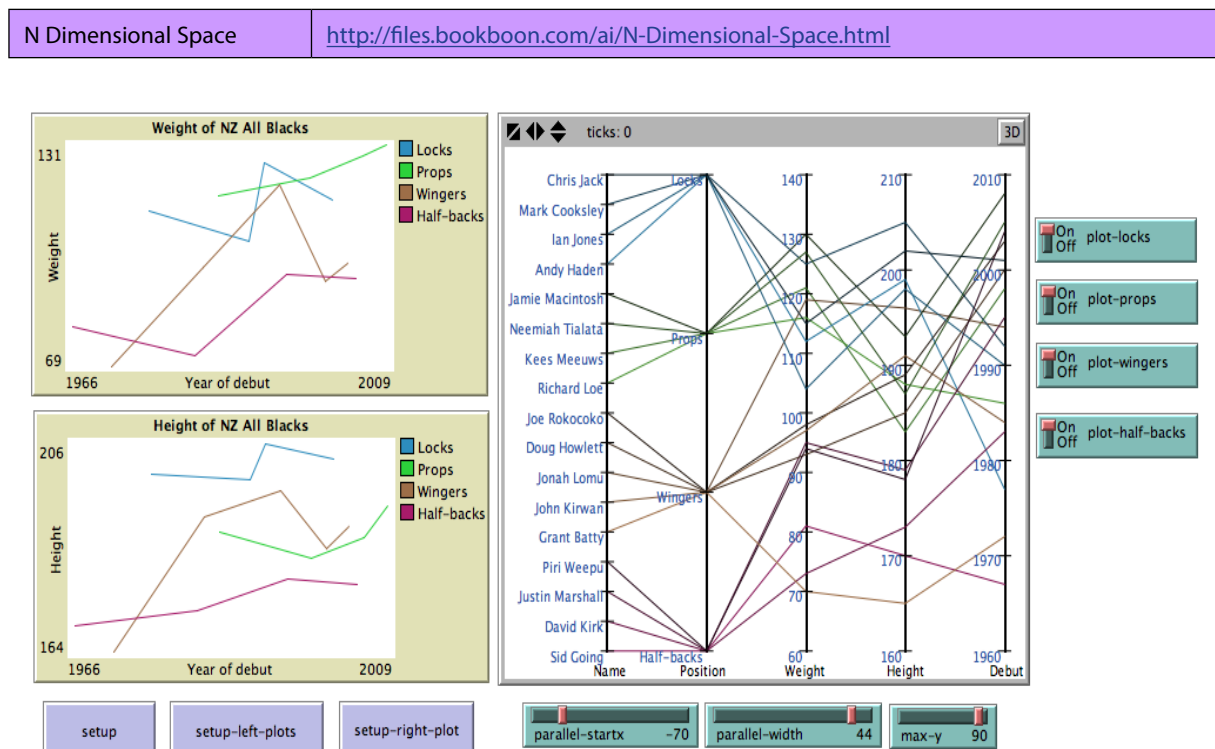 N Dimensional Space http://files.bookboon.com/ai/N-Dimensional-Space.html
Weight of NZ All Blacks
131
Weight
69
1966 Year of debut 2009
Locks
Props
Wingers
Half-backs
Height of NZ All Blacks
206
Height
164
1966 Year of debut 2009
Locks
Props
Wingers
Half-backs
setup setup-left-plots setup-right-plot
ticks: 0 3D
Chris Jack
Mark Cooksley
Ian Jones
Andy Haden
Jamie Macintosh
Neemiah Tialata
Kees Meeuws
Richard Loe
Joe Rokocoko
Doug Howlett
Jonah Lomu
John Kirwan
Grant Batty
Piri Weepu
Justin Marshall
David Kirk
Sid Going
Name
Locks
Props
Wingers
Half-backs
Position
140
130
120
110
100
90
80
70
60
Weight
210
200
190
180
170
160
Height
2010
2000
1990
1980
1970
1960
Debut
parallel-startx -70
parallel-width 44
max-y 90
On
Off plot-locks
On
Off plot-props
On
Off plot-wingers
On
Off plot-half-backs